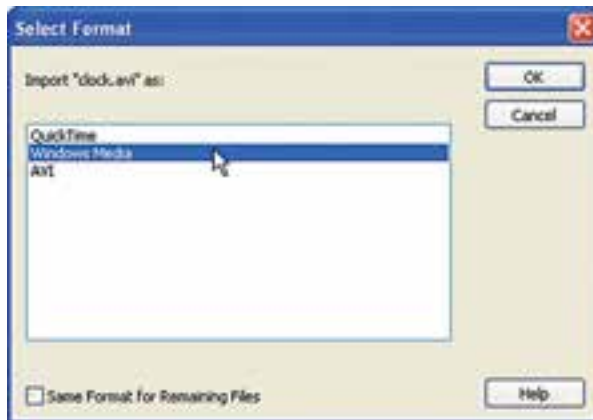 Select Format
Import "clock.avi" as:
OK
Cancel
QuickTime
Windows Media
AVI
Same Format for Remaining Files
Help